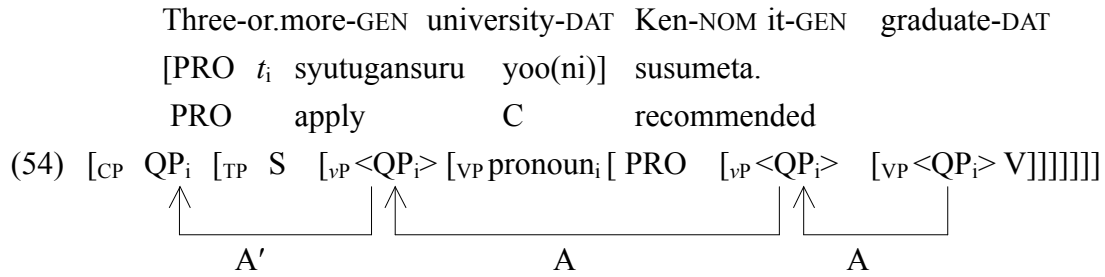 Three-or.more-GEN university-DAT Ken-NOM it-GEN graduate-DAT
[PRO tᵢ syutugansuru yoo(ni)] susumeta.
PRO apply C recommended
(54) [CP QPᵢ [TP S [vP<QPᵢ> [VP pronounᵢ [ PRO [vP<QPᵢ> [VP<QPᵢ> V]]]]]]]
A′ A A